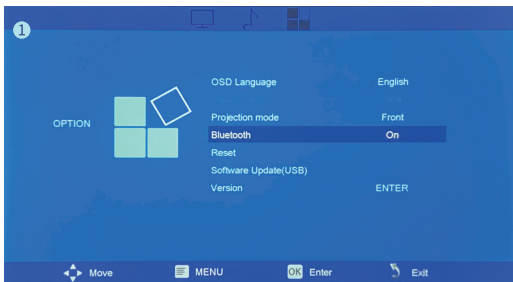 1
OSD Language English
OPTION
Projection mode Front
Bluetooth On
Reset
Software Update(USB)
Version ENTER
Move MENU OK Enter Exit